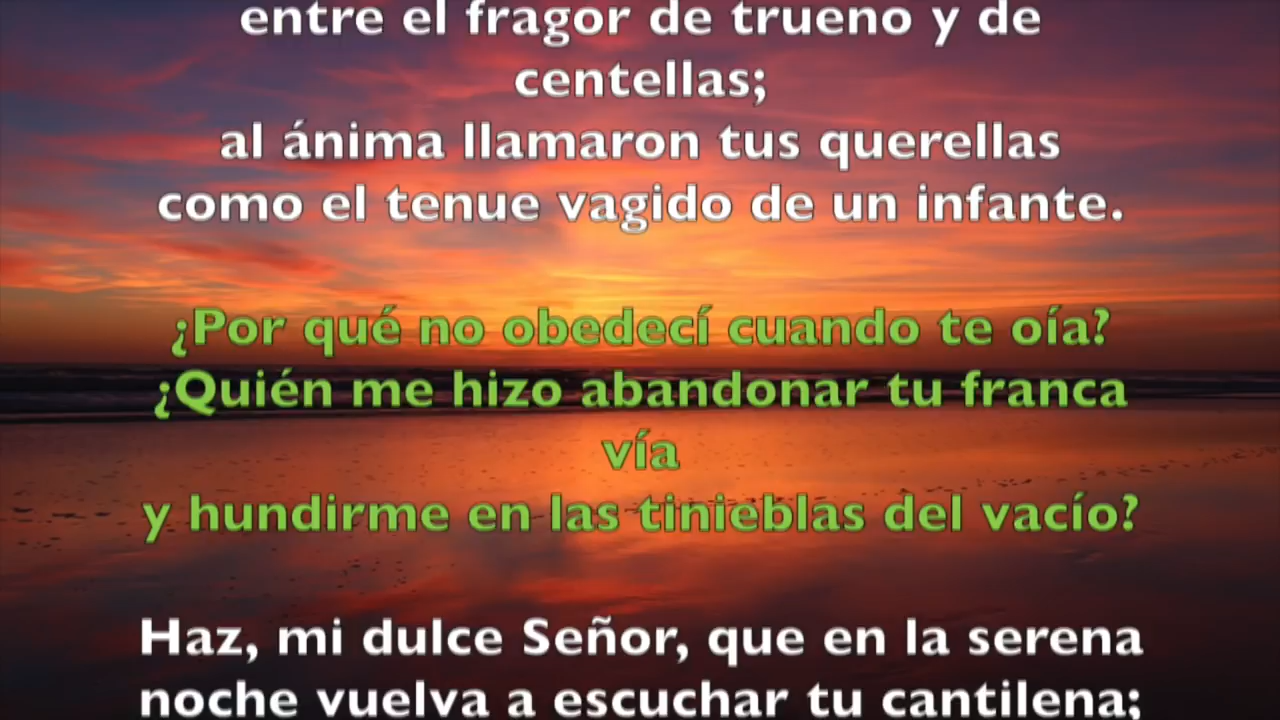 entre el fragor de trueno y de
centellas;
al ánima llamaron tus querellas
como el tenue vagido de un infante.
¿Por qué no obedecí cuando te oía?
¿Quién me hizo abandonar tu franca
vía
y hundirme en las tinieblas del vacío?
Haz, mi dulce Señor, que en la serena
noche vuelva a escuchar tu cantilena;